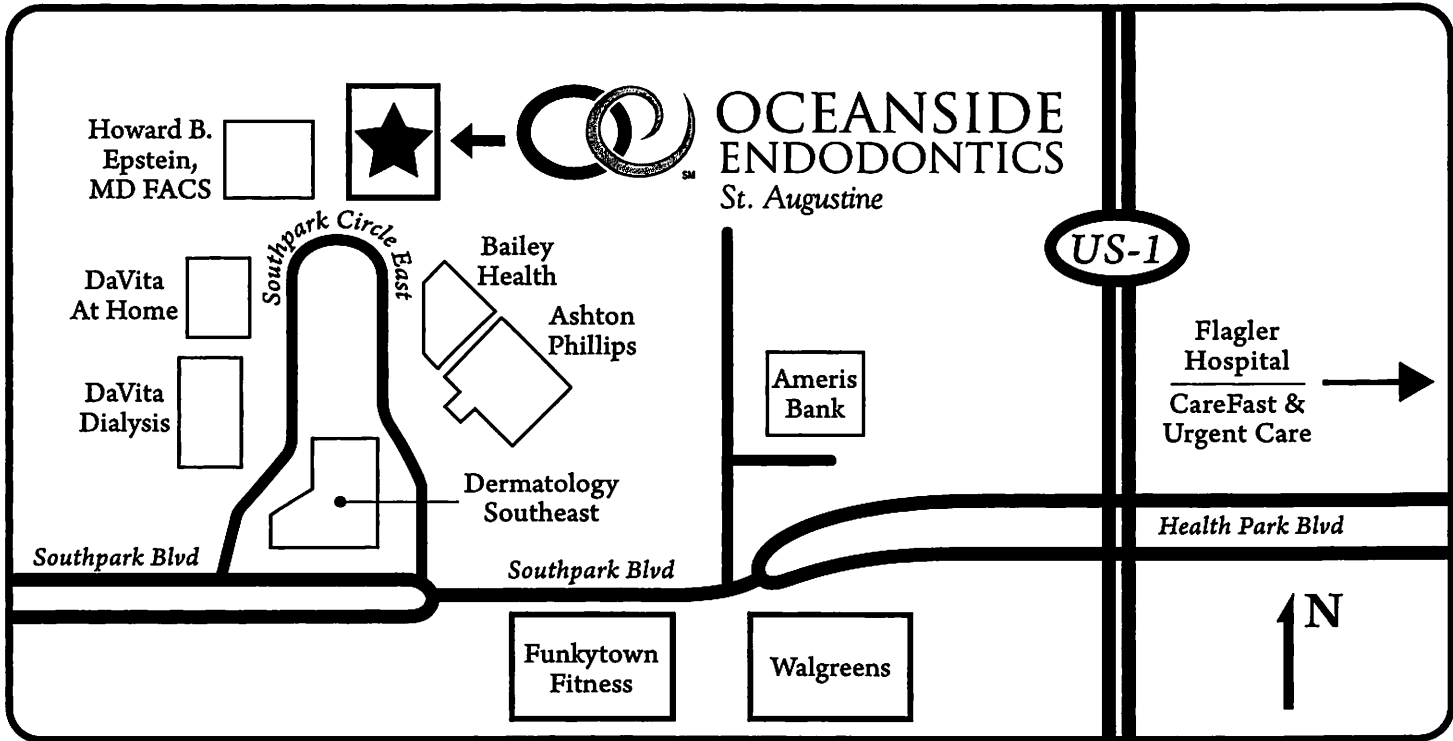 OCEANSIDE
ENDODONTICS
St. Augustine
SM
Howard B.
Epstein,
MD FACS
Southpark Circle East
Bailey
Health
DaVita
At Home
Ashton
Phillips
DaVita
Dialysis
Ameris
Bank
US-1
Flagler
Hospital
CareFast &
Urgent Care
Dermatology
Southeast
Southpark Blvd
Southpark Blvd
Health Park Blvd
Funkytown
Fitness
Walgreens
N